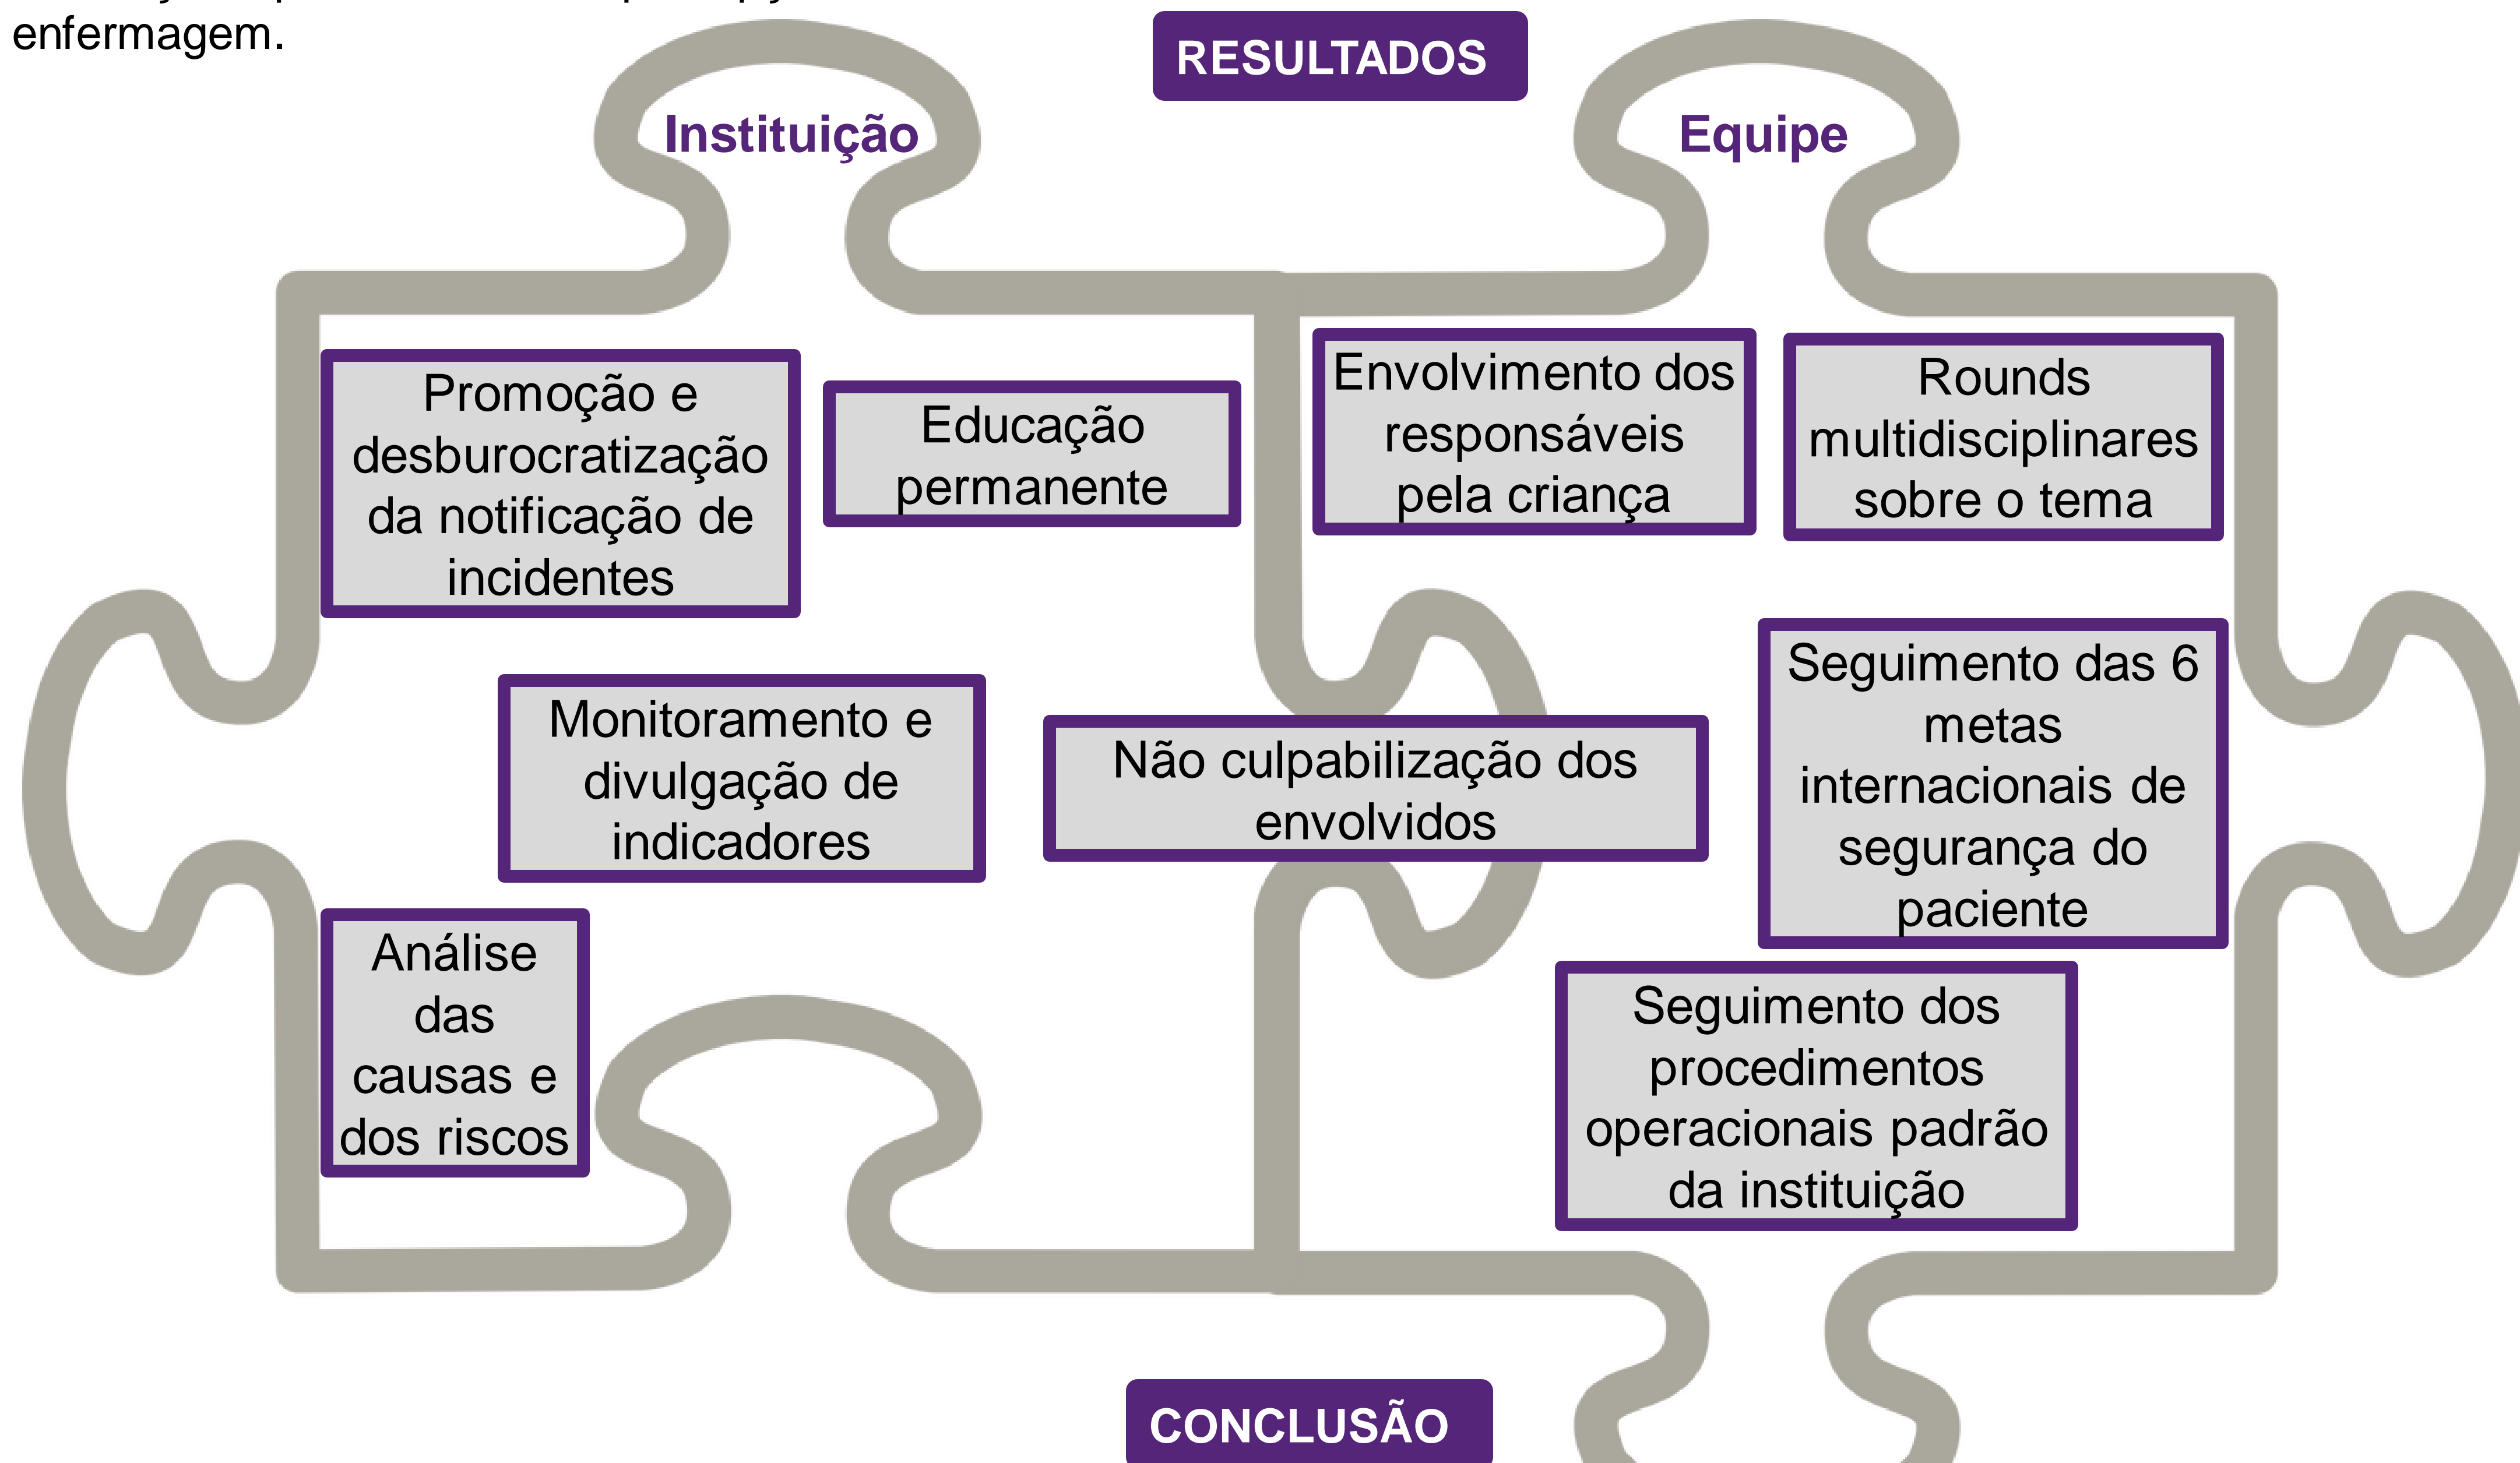 enfermagem.
RESULTADOS
Instituição
Equipe
Promoção e
desburocratização
da notificação de
incidentes
Educação
permanente
Envolvimento dos
responsáveis
pela criança
Rounds
multidisciplinares
sobre o tema
Monitoramento e
divulgação de
indicadores
Não culpabilização dos
envolvidos
Seguimento das 6
metas
internacionais de
segurança do
paciente
Análise
das
causas e
dos riscos
Seguimento dos
procedimentos
operacionais padrão
da instituição
CONCLUSÃO